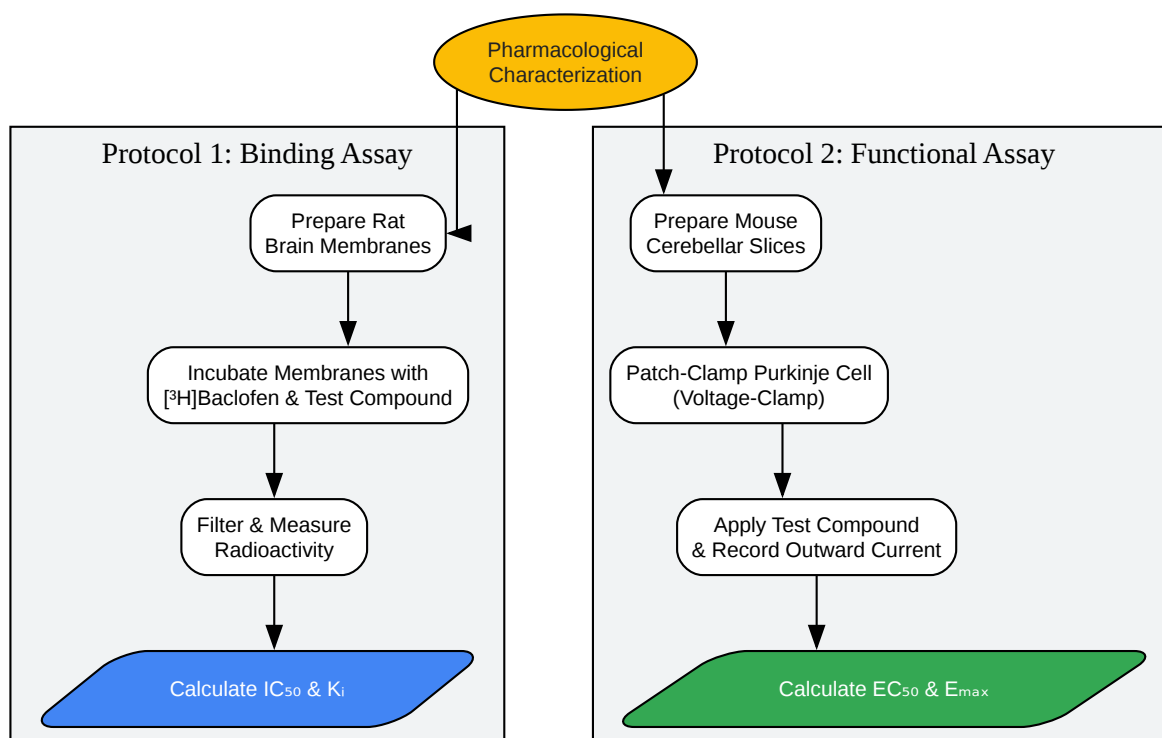 Pharmacological
Characterization
Protocol 1: Binding Assay
Prepare Rat
Brain Membranes
Incubate Membranes with
[³H]Baclofen & Test Compound
Filter & Measure
Radioactivity
Calculate IC₅₀ & Kᵢ
Protocol 2: Functional Assay
Prepare Mouse
Cerebellar Slices
Patch-Clamp Purkinje Cell
(Voltage-Clamp)
Apply Test Compound
& Record Outward Current
Calculate EC₅₀ & Eₘₐₓ